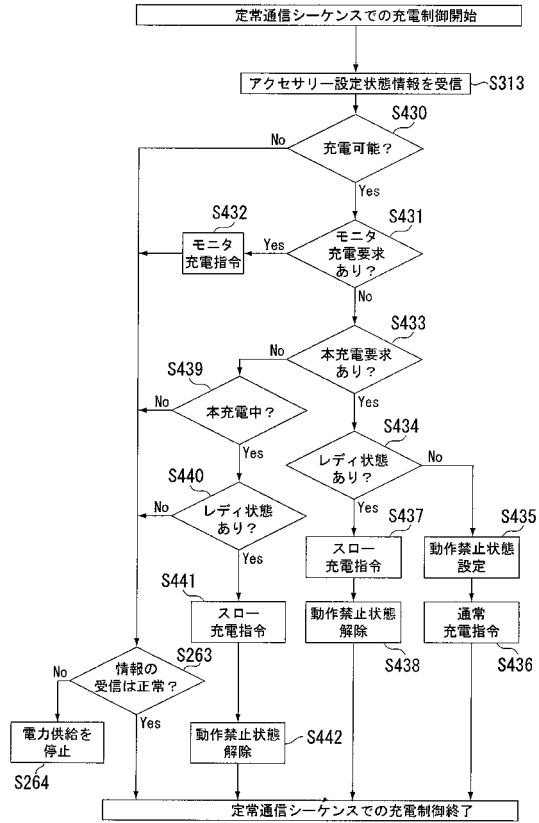 定常通信シーケンスでの充電制御開始
アクセサリー設定状態情報を受信
S313
S430
No
充電可能？
Yes
S432
S431
モニタ
充電指令
Yes
モニタ
充電要求
あり？
No
S433
No
本充電要求
あり？
Yes
S439
No
本充電中？
Yes
S434
レディ状態
あり？
No
Yes
S440
No
レディ状態
あり？
Yes
S437
スロー
充電指令
S435
動作禁止状態
設定
S441
スロー
充電指令
動作禁止状態
解除
S438
通常
充電指令
S436
S263
No
情報の
受信は正常？
Yes
電力供給を
停止
S264
動作禁止状態
解除
S442
定常通信シーケンスでの充電制御終了